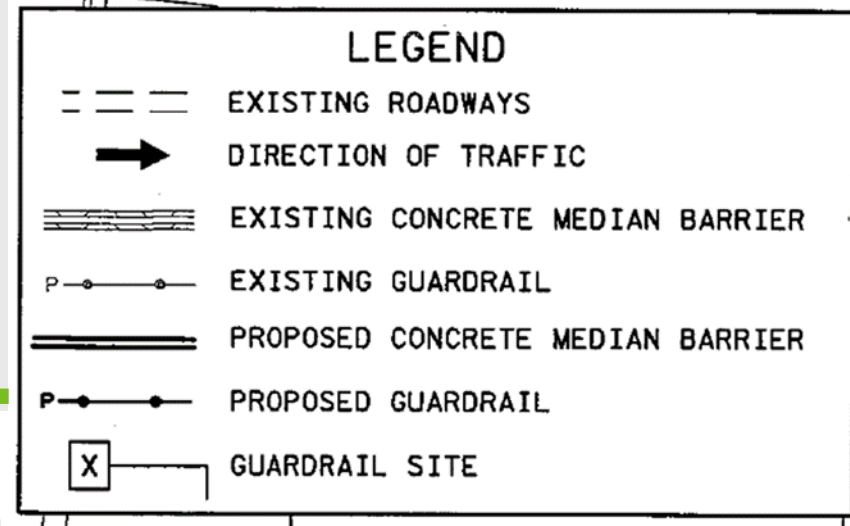 LEGEND
EXISTING ROADWAYS
DIRECTION OF TRAFFIC
EXISTING CONCRETE MEDIAN BARRIER
P EXISTING GUARDRAIL
PROPOSED CONCRETE MEDIAN BARRIER
P PROPOSED GUARDRAIL
X GUARDRAIL SITE